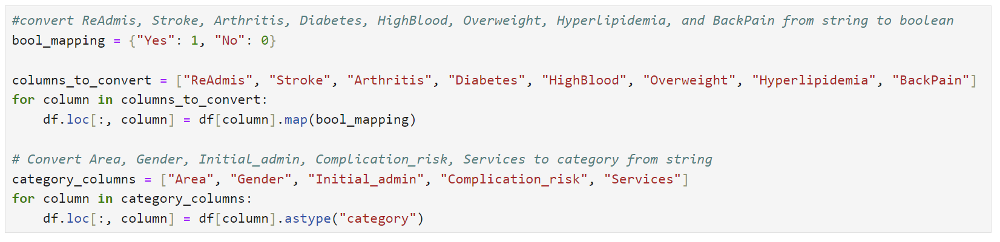 #convert ReAdmis, Stroke, Arthritis, Diabetes, HighBlood, Overweight, Hyperlipidemia, and BackPain from string to boolean
bool_mapping = {"Yes": 1, "No": 0}

columns_to_convert = ["ReAdmis", "Stroke", "Arthritis", "Diabetes", "HighBlood", "Overweight", "Hyperlipidemia", "BackPain"]
for column in columns_to_convert:
    df.loc[:, column] = df[column].map(bool_mapping)

# Convert Area, Gender, Initial_admin, Complication_risk, Services to category from string
category_columns = ["Area", "Gender", "Initial_admin", "Complication_risk", "Services"]
for column in category_columns:
    df.loc[:, column] = df[column].astype("category")